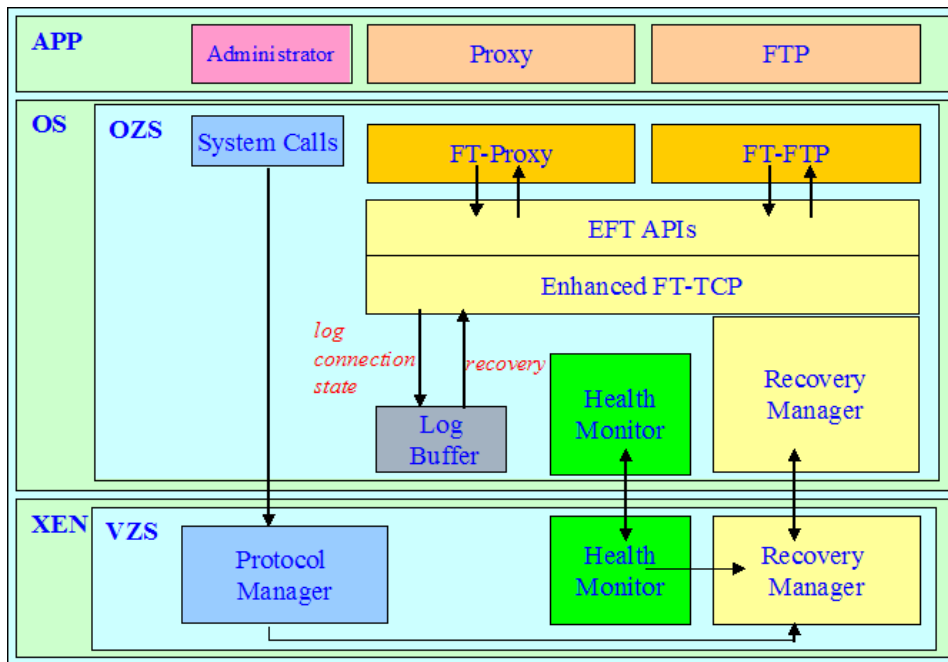 APP
Administrator
Proxy
FTP
OS
OZS
System Calls
FT-Proxy
FT-FTP
EFT APIs
Enhanced FT-TCP
log
connection
state
recovery
Log
Buffer
Health
Monitor
Recovery
Manager
XEN
VZS
Protocol
Manager
Health
Monitor
Recovery
Manager